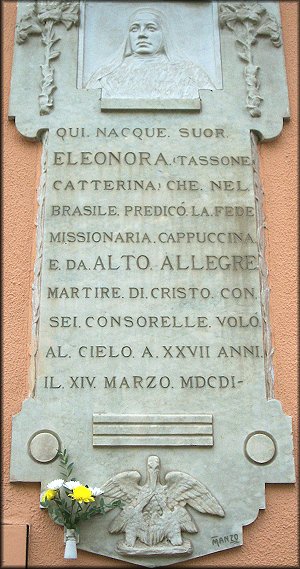 QUI. NACQUE. SUOR.
ELEONORA. (TASSONE
CATTERINA) CHE. NEL.
BRASILE. PREDICÓ. LA. FEDE
MISSIONARIA. CAPPUCCINA
E. DA. ALTO. ALLEGRE
MARTIRE. DI. CRISTO. CON.
SEI. CONSORELLE. VOLÓ
AL. CIELO. A. XXVII ANNI.
IL. XIV. MARZO. MDCDI-
MANZO